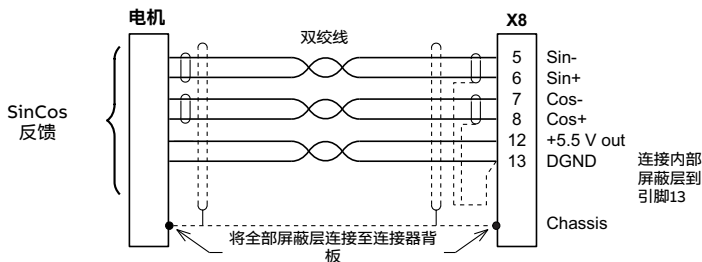 电机
X8
双绞线
5 Sin-
6 Sin+
7 Cos-
8 Cos+
12 +5.5 V out
13 DGND
SinCos
反馈
连接内部
屏蔽层到
引脚13
Chassis
将全部屏蔽层连接至连接器背
板